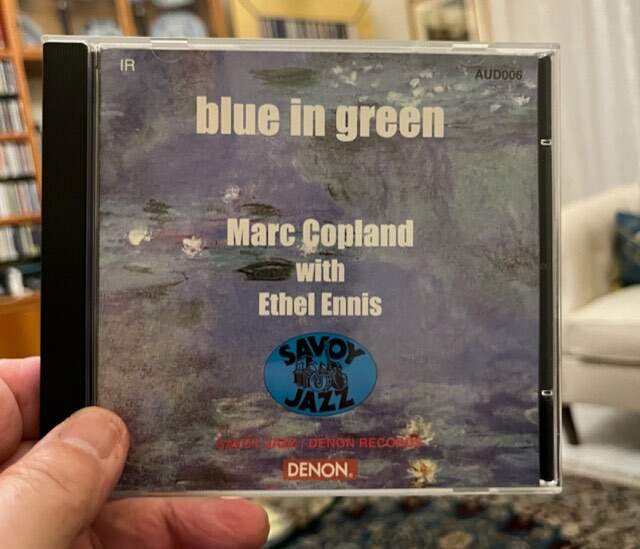 IR
AUD006
blue in green
Marc Copland
with
Ethel Ennis
SAVOY
JAZZ
SAVOY JAZZ / DENON RECORDS
DENON®